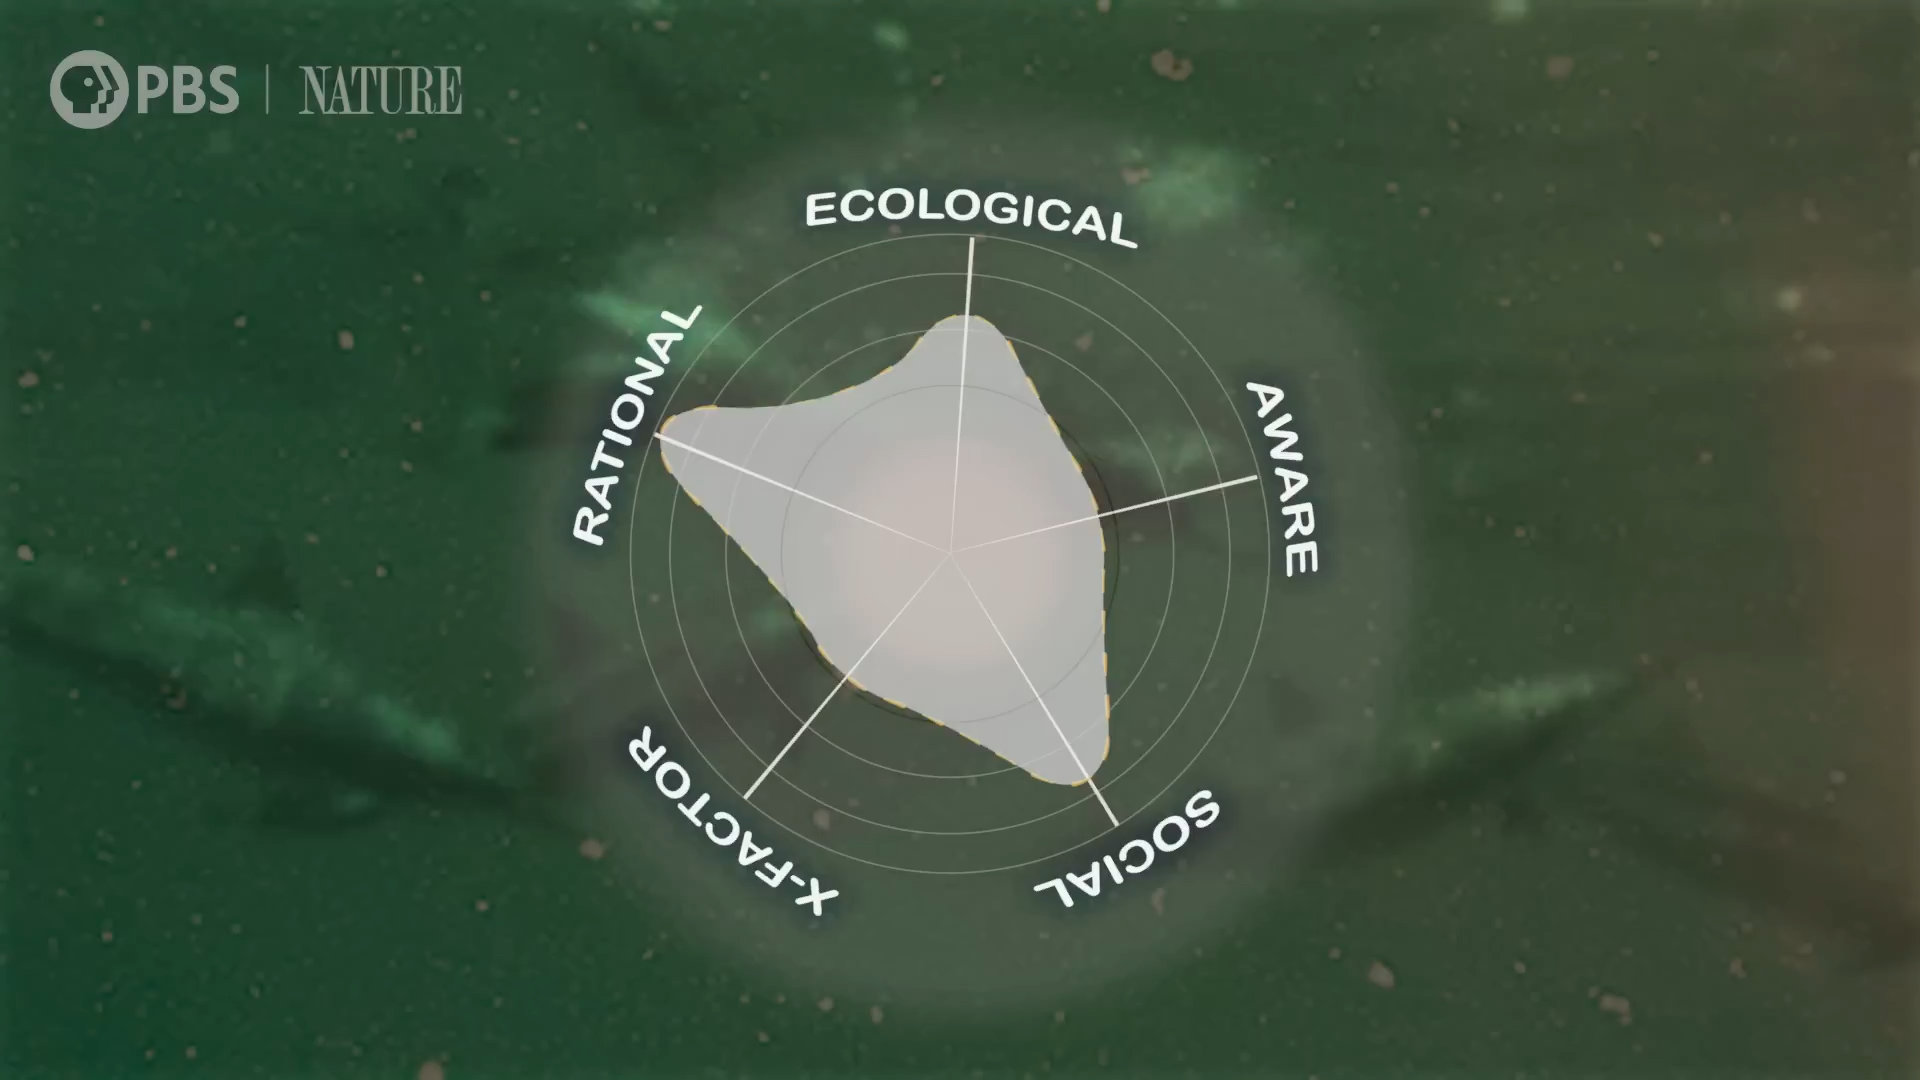 PBS | NATURE
ECOLOGICAL
RATIONAL
AWARE
X-FACTOR
SOCIAL